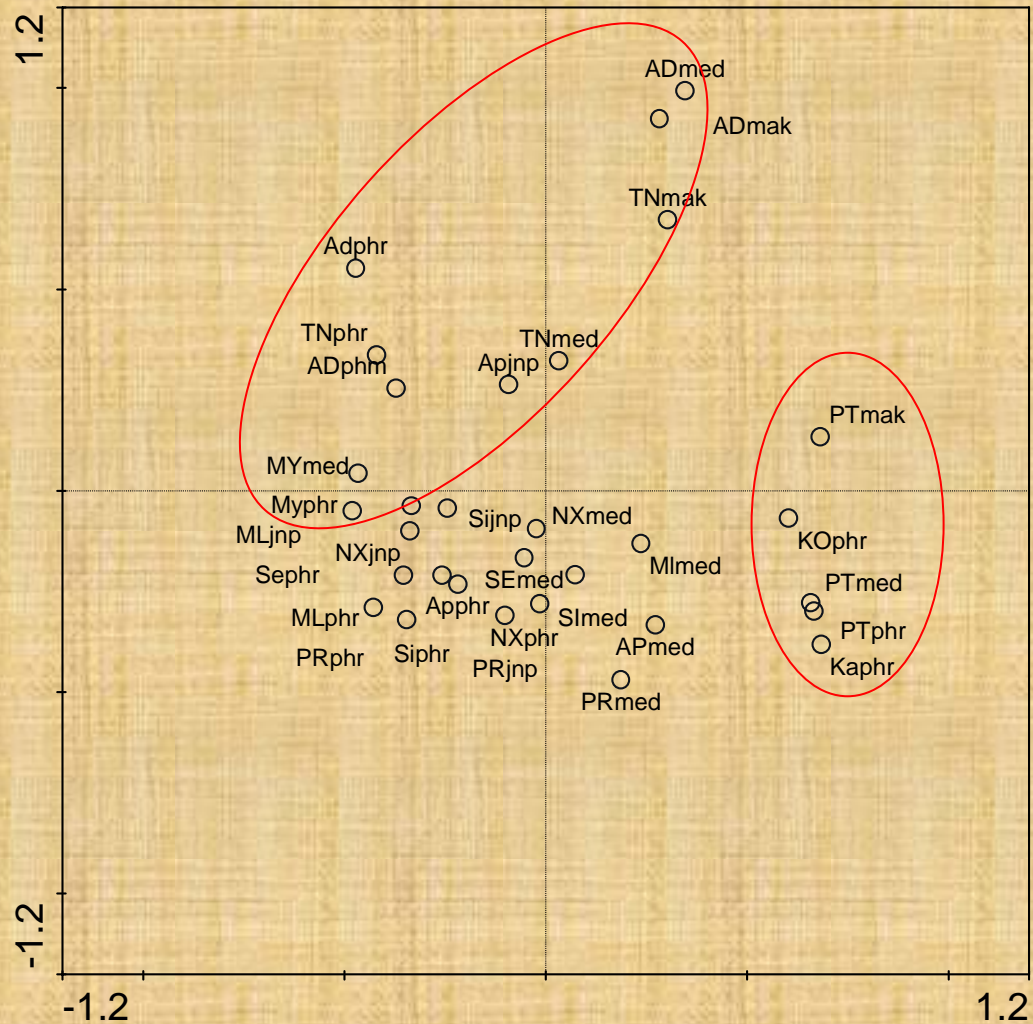 1.2
ADmed
ADmak
TNmak
Adphr
TNphr
TNmed
ADphm
Apjnp
PTmak
MYmed
Myphr
Sijnp
NXmed
MLjnp
KOphr
NXjnp
MImed
Sephr
SEmed
PTmed
Apphr
MLphr
SImed
NXphr
PTphr
APmed
PRphr
Siphr
PRjnp
Kaphr
PRmed
-1.2
-1.2
1.2